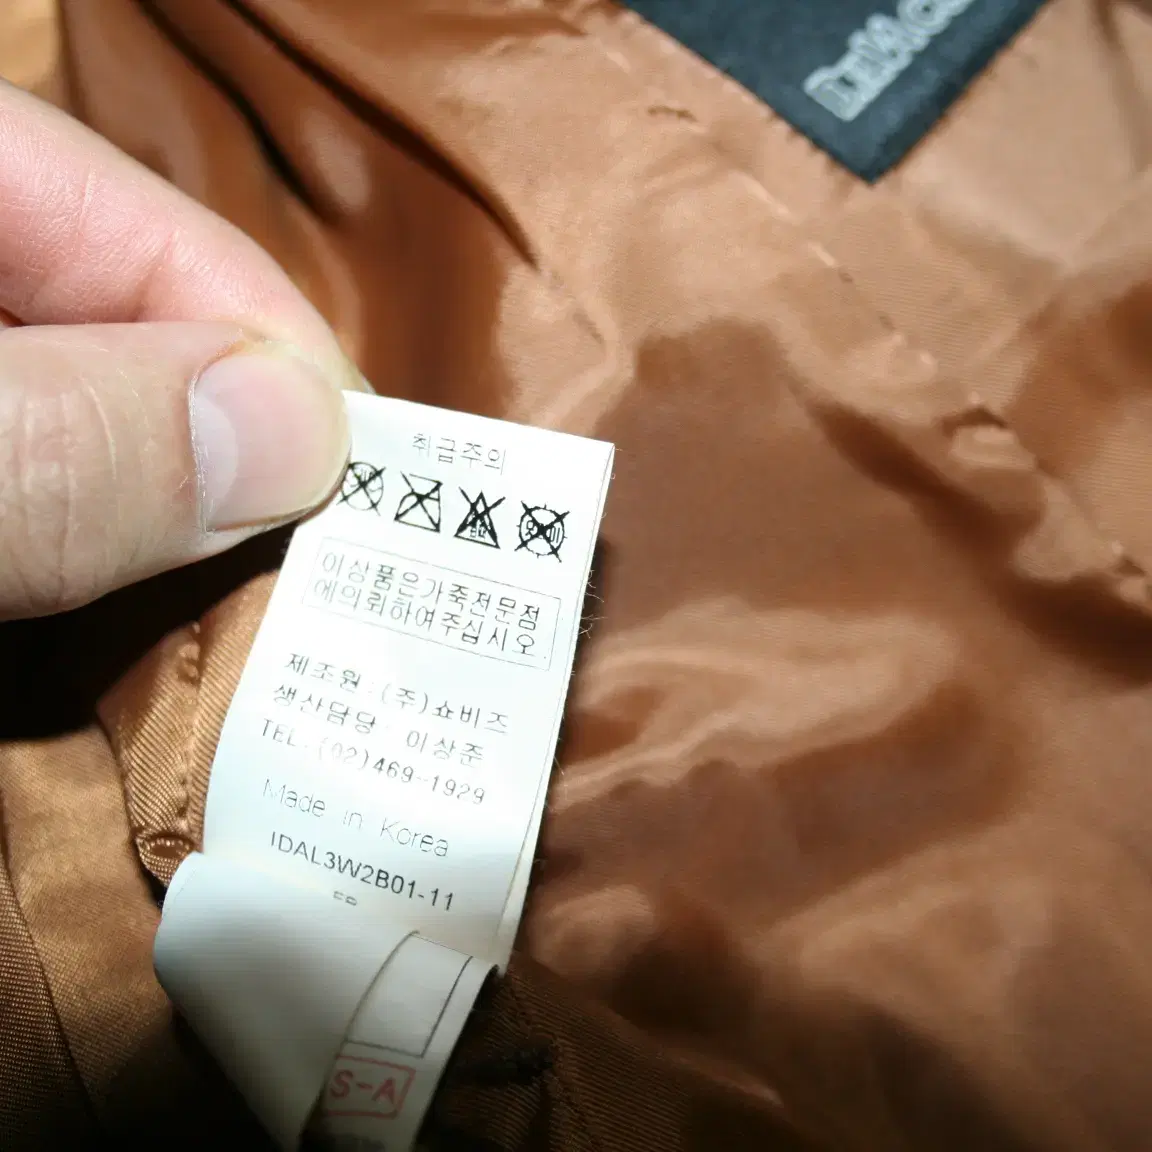 취급주의
이상품은가죽전문점
에의뢰하여주십시오.
제조원 : (주)쇼비즈
생산담당 : 이상준
TEL : (02)469-1929
Made in Korea
IDAL3W2B01-11
S-A